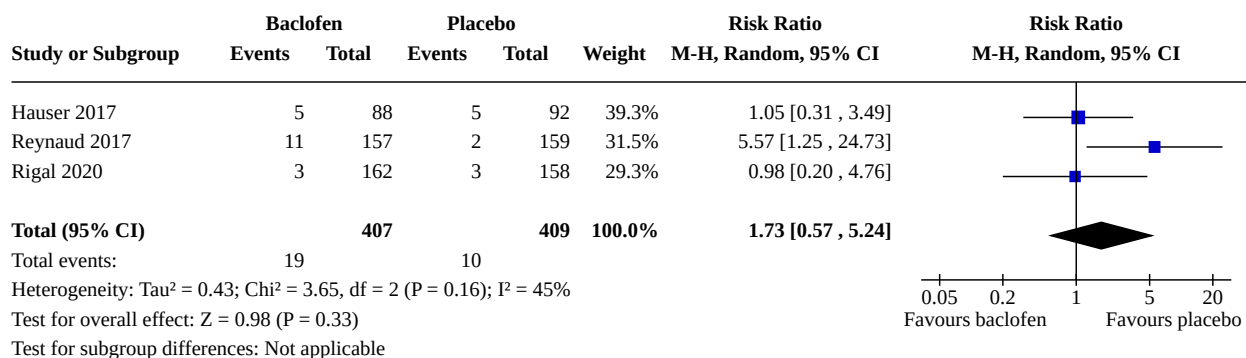 Baclofen Placebo Risk Ratio Risk Ratio
Study or Subgroup Events Total Events Total Weight M-H, Random, 95% CI M-H, Random, 95% CI
Hauser 2017 5 88 5 92 39.3% 1.05 [0.31 , 3.49]
Reynaud 2017 11 157 2 159 31.5% 5.57 [1.25 , 24.73]
Rigal 2020 3 162 3 158 29.3% 0.98 [0.20 , 4.76]
Total (95% CI) 407 409 100.0% 1.73 [0.57 , 5.24]
Total events: 19 10
Heterogeneity: Tau² = 0.43; Chi² = 3.65, df = 2 (P = 0.16); I² = 45%
Test for overall effect: Z = 0.98 (P = 0.33)
Test for subgroup differences: Not applicable
0.05 0.2 1 5 20
Favours baclofen Favours placebo